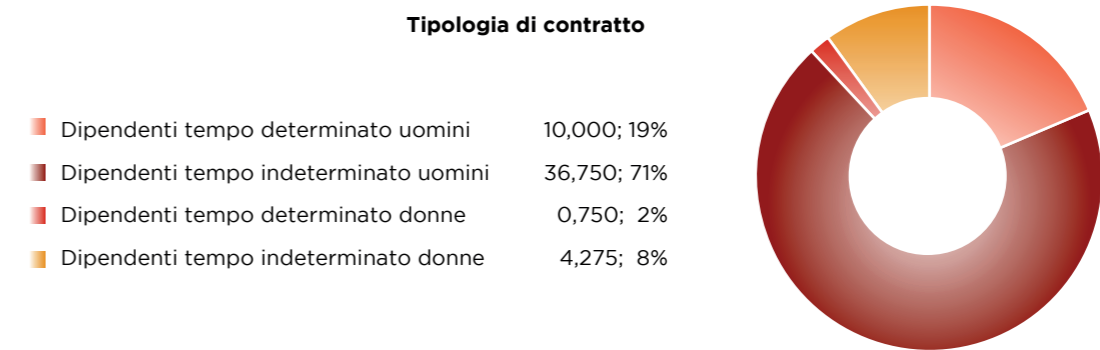 Tipologia di contratto
Dipendenti tempo determinato uomini 10,000; 19%
Dipendenti tempo indeterminato uomini 36,750; 71%
Dipendenti tempo determinato donne 0,750; 2%
Dipendenti tempo indeterminato donne 4,275; 8%